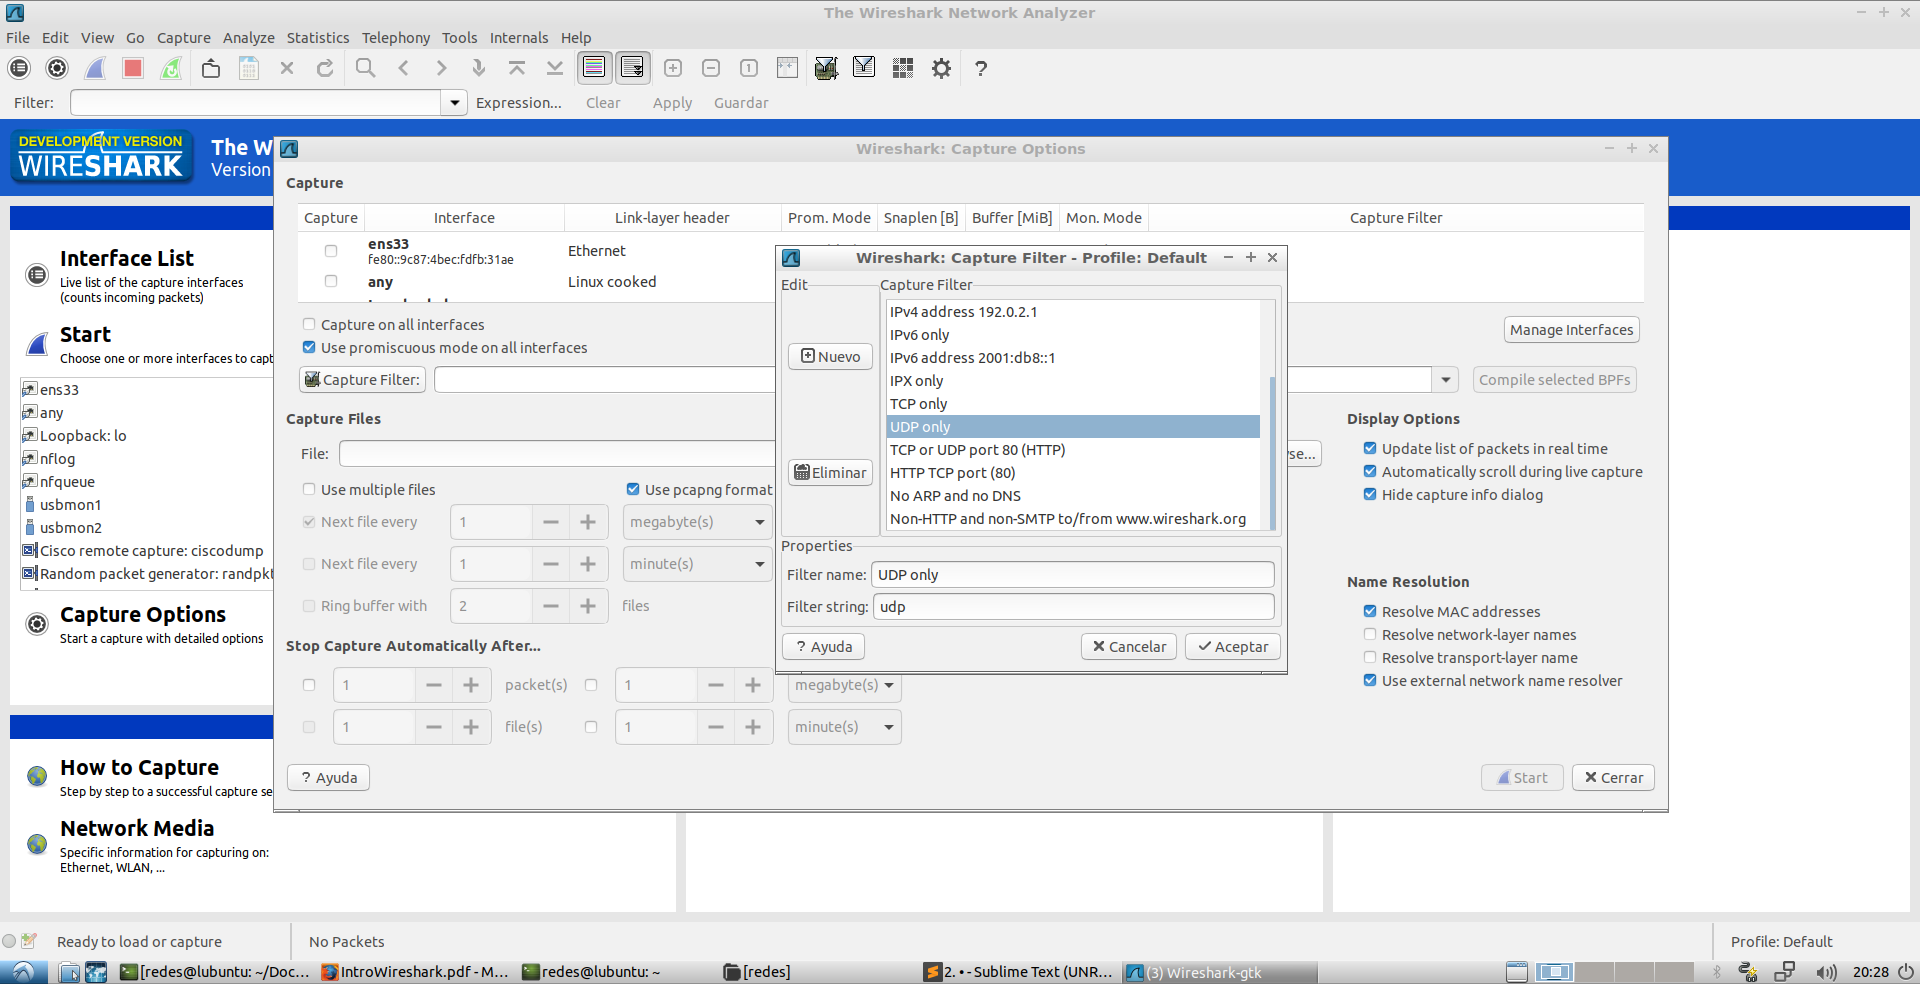 The Wireshark Network Analyzer
File Edit View Go Capture Analyze Statistics Telephony Tools Internals Help
Filter: Expression... Clear Apply Guardar
DEVELOPMENT VERSION
WIRESHARK
The W
Version
Interface List
Live list of the capture interfaces
(counts incoming packets)
Start
Choose one or more interfaces to capt
ens33
any
Loopback: lo
nflog
nfqueue
usbmon1
usbmon2
Cisco remote capture: ciscodump
Random packet generator: randpkt
Capture Options
Start a capture with detailed options
How to Capture
Step by step to a successful capture se
Network Media
Specific information for capturing on:
Ethernet, WLAN, ...
Wireshark: Capture Options
Capture
Capture Interface Link-layer header Prom. Mode Snaplen [B] Buffer [MiB] Mon. Mode Capture Filter
ens33
fe80::9c87:4bec:fdfb:31ae
Ethernet
any Linux cooked
Capture on all interfaces
Use promiscuous mode on all interfaces
Manage Interfaces
Capture Filter:
Compile selected BPFs
Capture Files
File:
se...
Use multiple files Use pcapng format
Next file every 1 megabyte(s)
Next file every 1 minute(s)
Ring buffer with 2 files
Stop Capture Automatically After...
1 packet(s) 1 megabyte(s)
1 file(s) 1 minute(s)
Display Options
Update list of packets in real time
Automatically scroll during live capture
Hide capture info dialog
Name Resolution
Resolve MAC addresses
Resolve network-layer names
Resolve transport-layer name
Use external network name resolver
? Ayuda
Start
Cerrar
Wireshark: Capture Filter - Profile: Default
Edit
Nuevo
Eliminar
Capture Filter
IPv4 address 192.0.2.1
IPv6 only
IPv6 address 2001:db8::1
IPX only
TCP only
UDP only
TCP or UDP port 80 (HTTP)
HTTP TCP port (80)
No ARP and no DNS
Non-HTTP and non-SMTP to/from www.wireshark.org
Properties
Filter name: UDP only
Filter string: udp
? Ayuda
Cancelar
Aceptar
Ready to load or capture No Packets Profile: Default
[redes@lubuntu: ~/Doc... IntroWireshark.pdf - M... redes@lubuntu: ~ [redes] 2. • - Sublime Text (UNR... (3) Wireshark-gtk 20:28